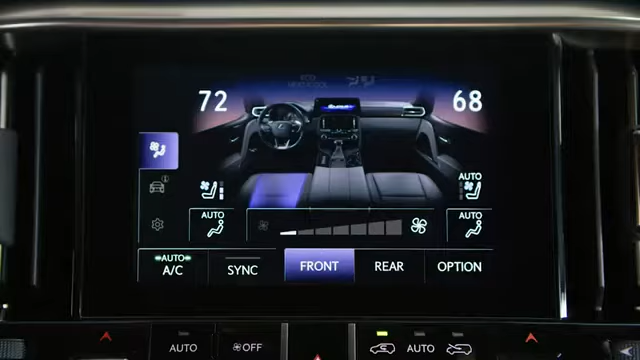 72
68
AUTO
AUTO
AUTO
AUTO
A/C
SYNC
FRONT
REAR
OPTION
AUTO
OFF
AUTO